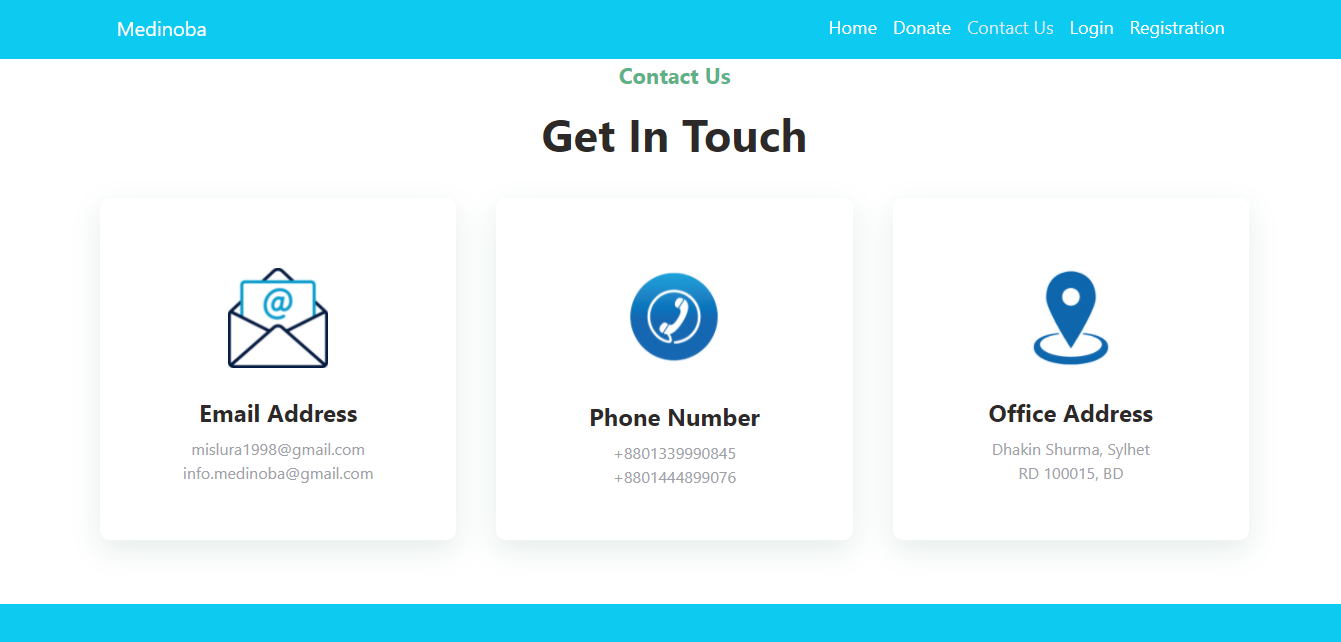 Medinoba
Home Donate Contact Us Login Registration
Contact Us
Get In Touch
@
Email Address
mislura1998@gmail.com
info.medinoba@gmail.com
Phone Number
+8801339990845
+8801444899076
Office Address
Dhakin Shurma, Sylhet
RD 100015, BD